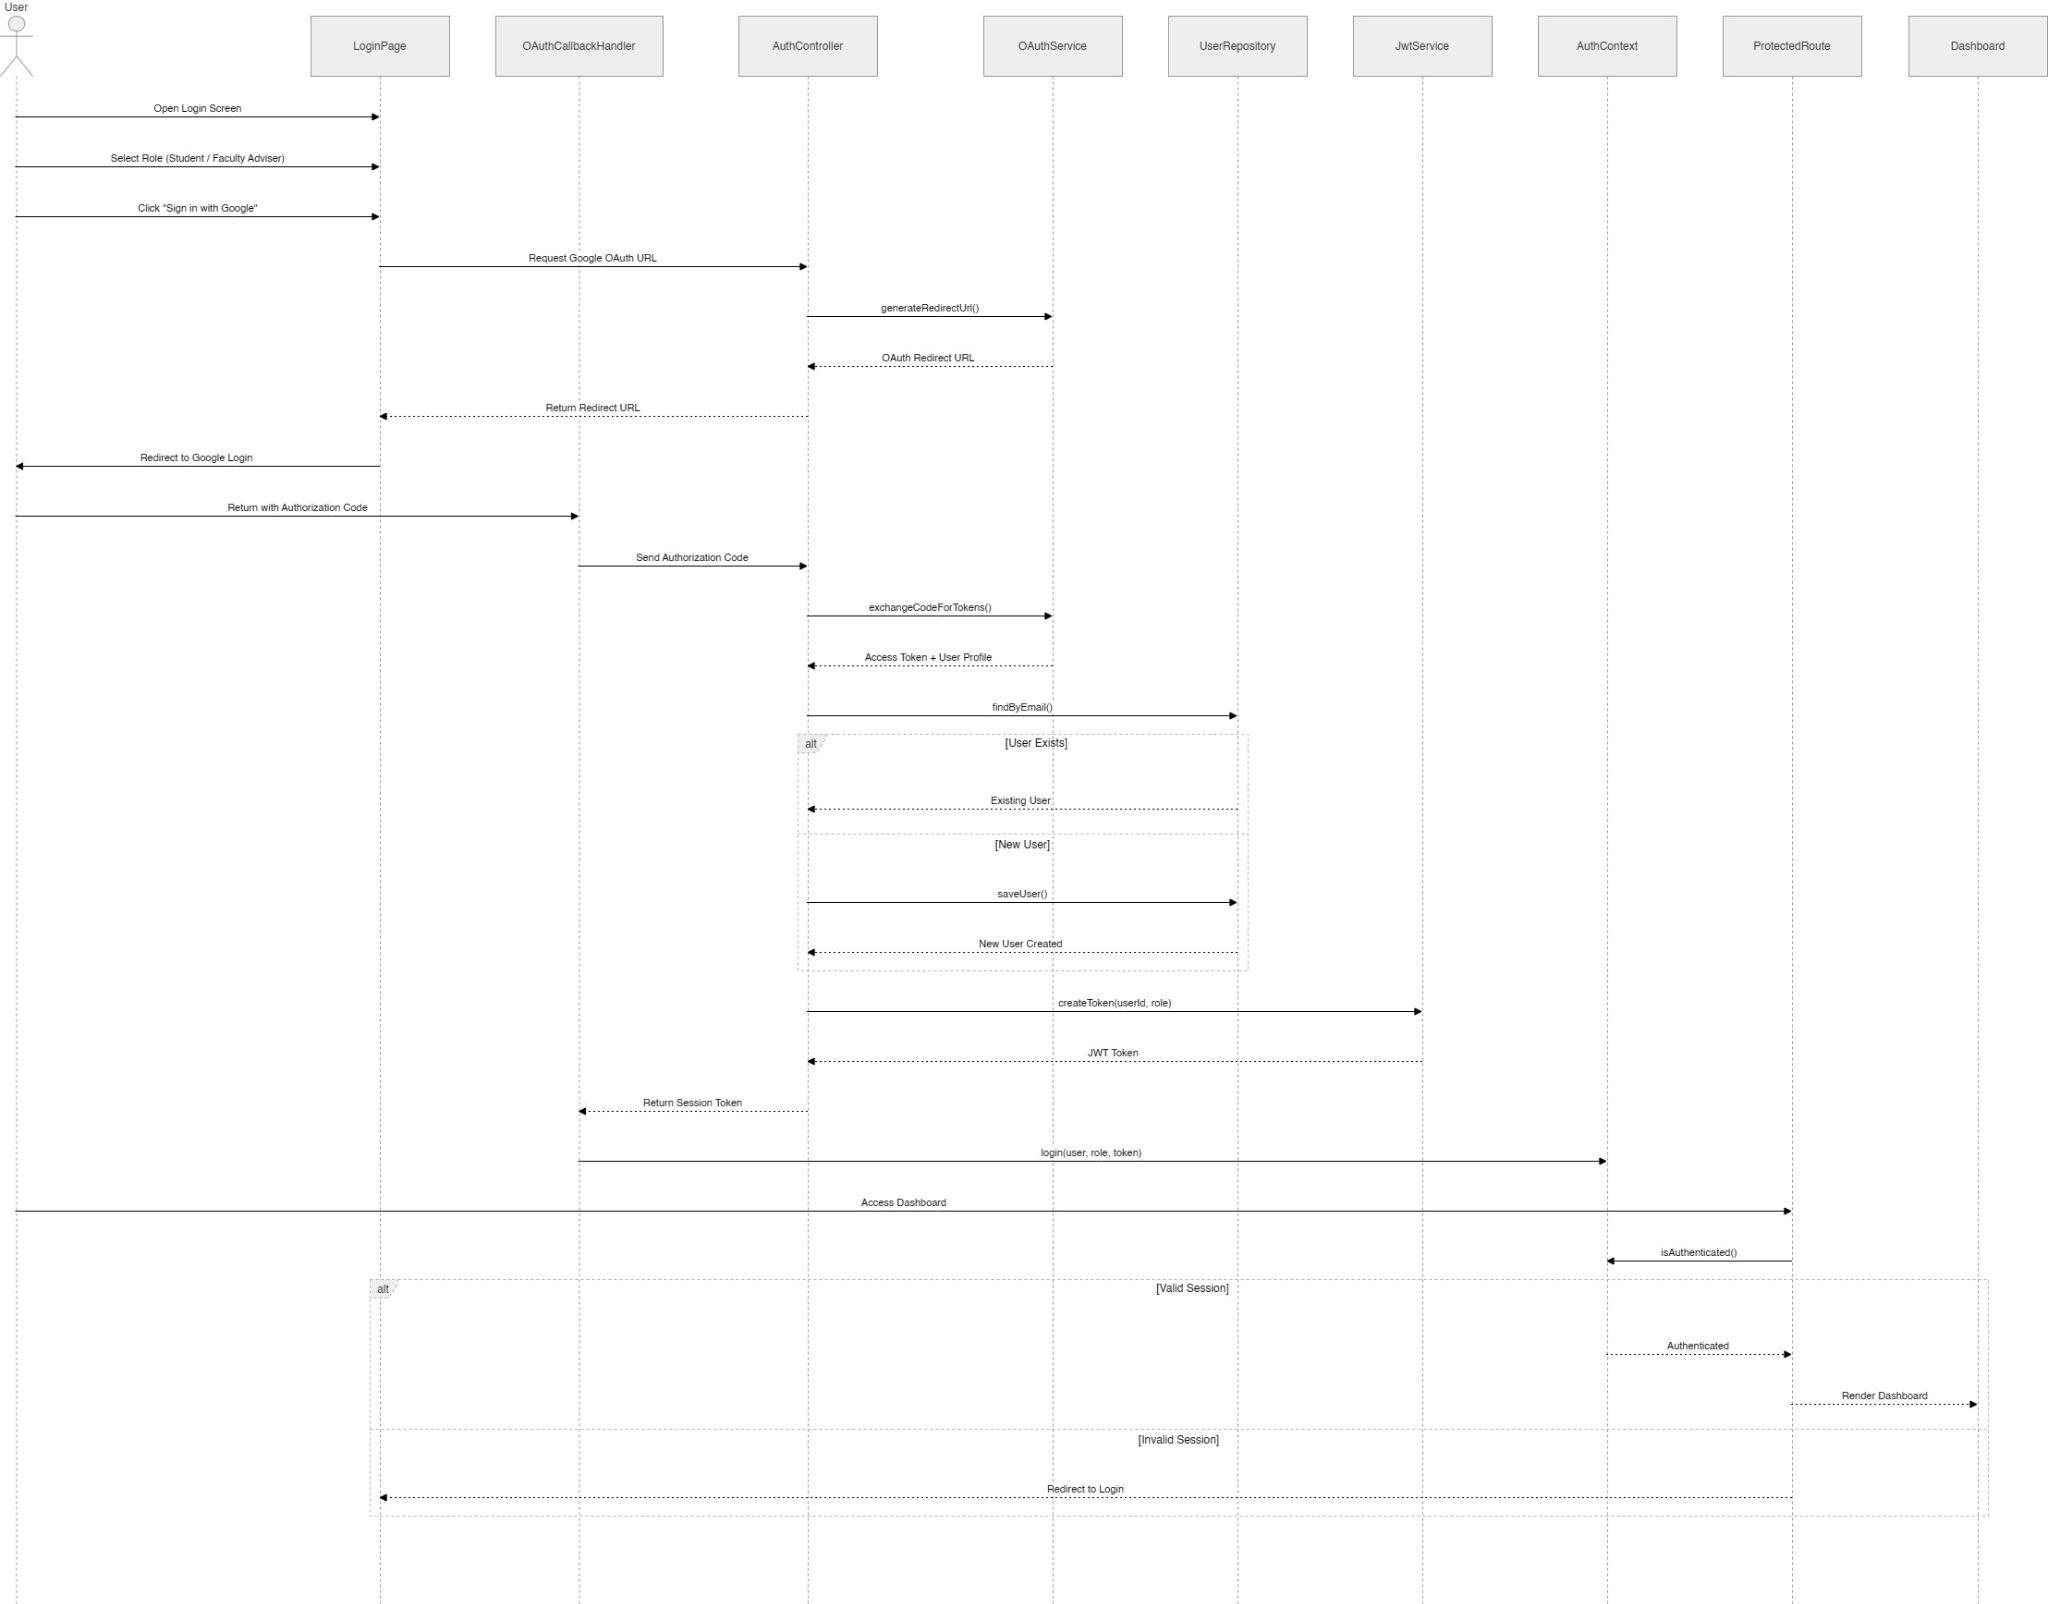 User
LoginPage
OAuthCallbackHandler
AuthController
OAuthService
UserRepository
JwtService
AuthContext
ProtectedRoute
Dashboard
Open Login Screen
Select Role (Student / Faculty Adviser)
Click "Sign in with Google"
Request Google OAuth URL
generateRedirectUrl()
OAuth Redirect URL
Return Redirect URL
Redirect to Google Login
Return with Authorization Code
Send Authorization Code
exchangeCodeForTokens()
Access Token + User Profile
findByEmail()
alt
[User Exists]
Existing User
[New User]
saveUser()
New User Created
createToken(userId, role)
JWT Token
Return Session Token
login(user, role, token)
Access Dashboard
isAuthenticated()
alt
[Valid Session]
Authenticated
Render Dashboard
[Invalid Session]
Redirect to Login